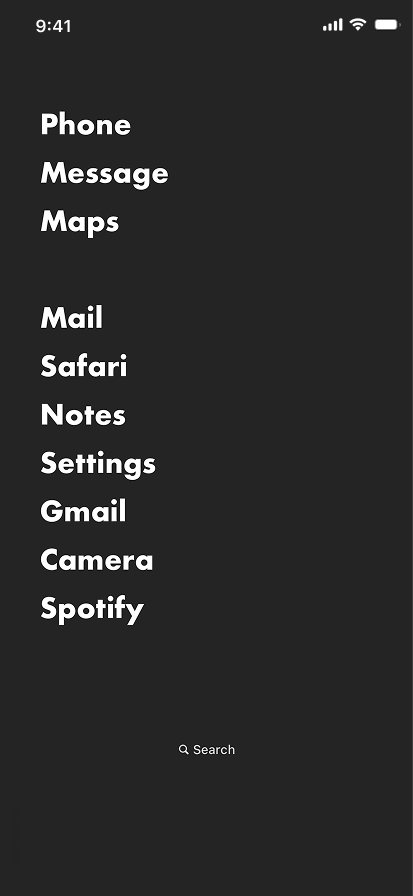 9:41
Phone
Message
Maps
Mail
Safari
Notes
Settings
Gmail
Camera
Spotify
Search